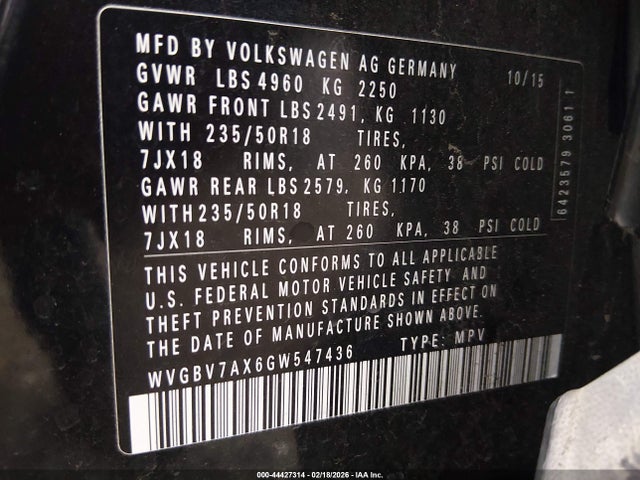 MFD BY VOLKSWAGEN AG GERMANY
10/15
GVWR LBS 4960 KG 2250
GAWR FRONT LBS 2491, KG 1130
WITH 235/50R18 TIRES,
7JX18 RIMS, AT 260 KPA, 38 PSI COLD
GAWR REAR LBS 2579, KG 1170
WITH 235/50R18 TIRES,
7JX18 RIMS, AT 260 KPA, 38 PSI COLD
THIS VEHICLE CONFORMS TO ALL APPLICABLE
U.S. FEDERAL MOTOR VEHICLE SAFETY AND
THEFT PREVENTION STANDARDS IN EFFECT ON
THE DATE OF MANUFACTURE SHOWN ABOVE.
WVGBV7AX6GW547436 TYPE: MPV
6423579 3061 1
000-44427314 - 02/18/2026 - IAA Inc.